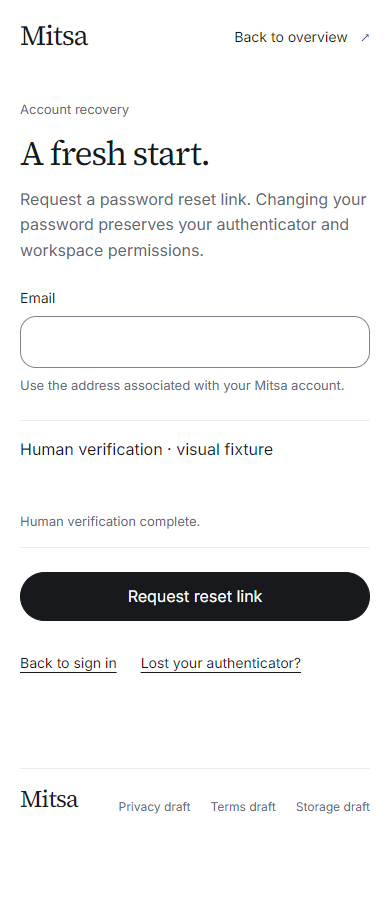 Mitsa
Back to overview ↗
Account recovery
A fresh start.
Request a password reset link. Changing your
password preserves your authenticator and
workspace permissions.
Email
Use the address associated with your Mitsa account.
Human verification · visual fixture
Human verification complete.
Request reset link
Back to sign in
Lost your authenticator?
Mitsa
Privacy draft
Terms draft
Storage draft